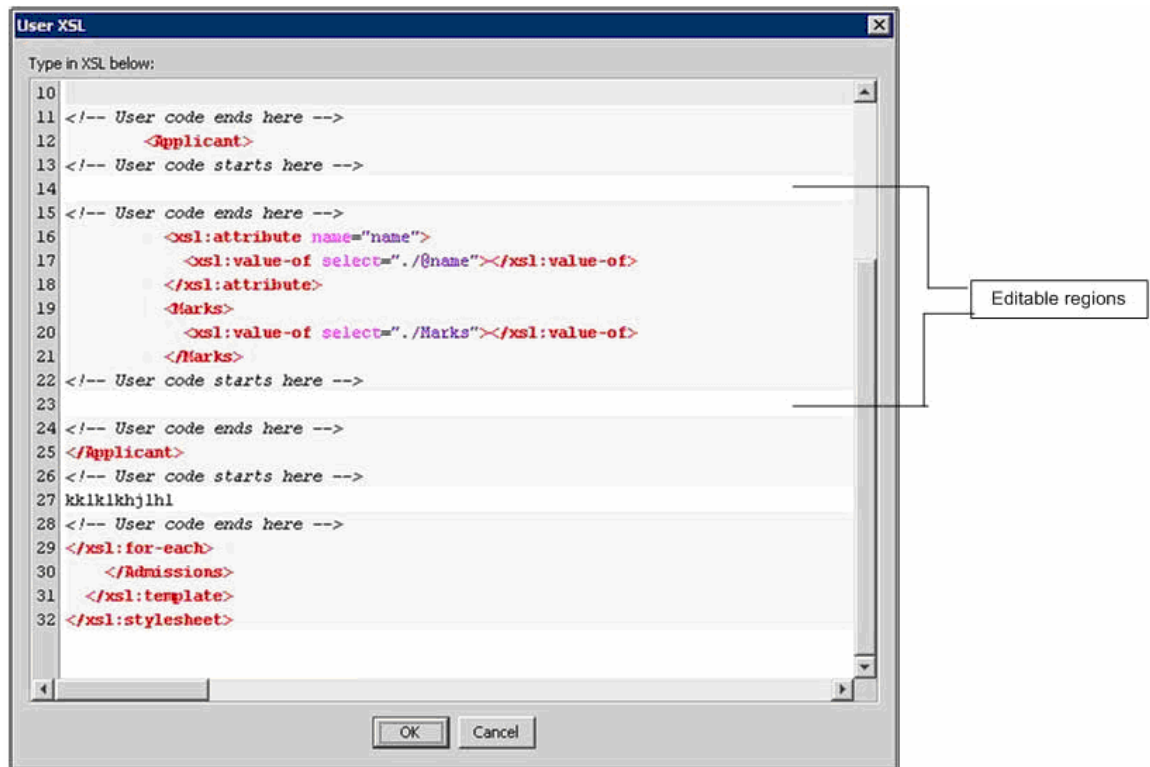 User XSL
Type in XSL below:
10
11 <!-- User code ends here -->
12 <Applicant>
13 <!-- User code starts here -->
14
15 <!-- User code ends here -->
16 <xsl:attribute name="name">
17 <xsl:value-of select="./@name"></xsl:value-of>
18 </xsl:attribute>
19 <Marks>
20 <xsl:value-of select="./Marks"></xsl:value-of>
21 </Marks>
22 <!-- User code starts here -->
23
24 <!-- User code ends here -->
25 </Applicant>
26 <!-- User code starts here -->
27 kklklkhjlhl
28 <!-- User code ends here -->
29 </xsl:for-each>
30 </Admissions>
31 </xsl:template>
32 </xsl:stylesheet>
Editable regions
OK Cancel